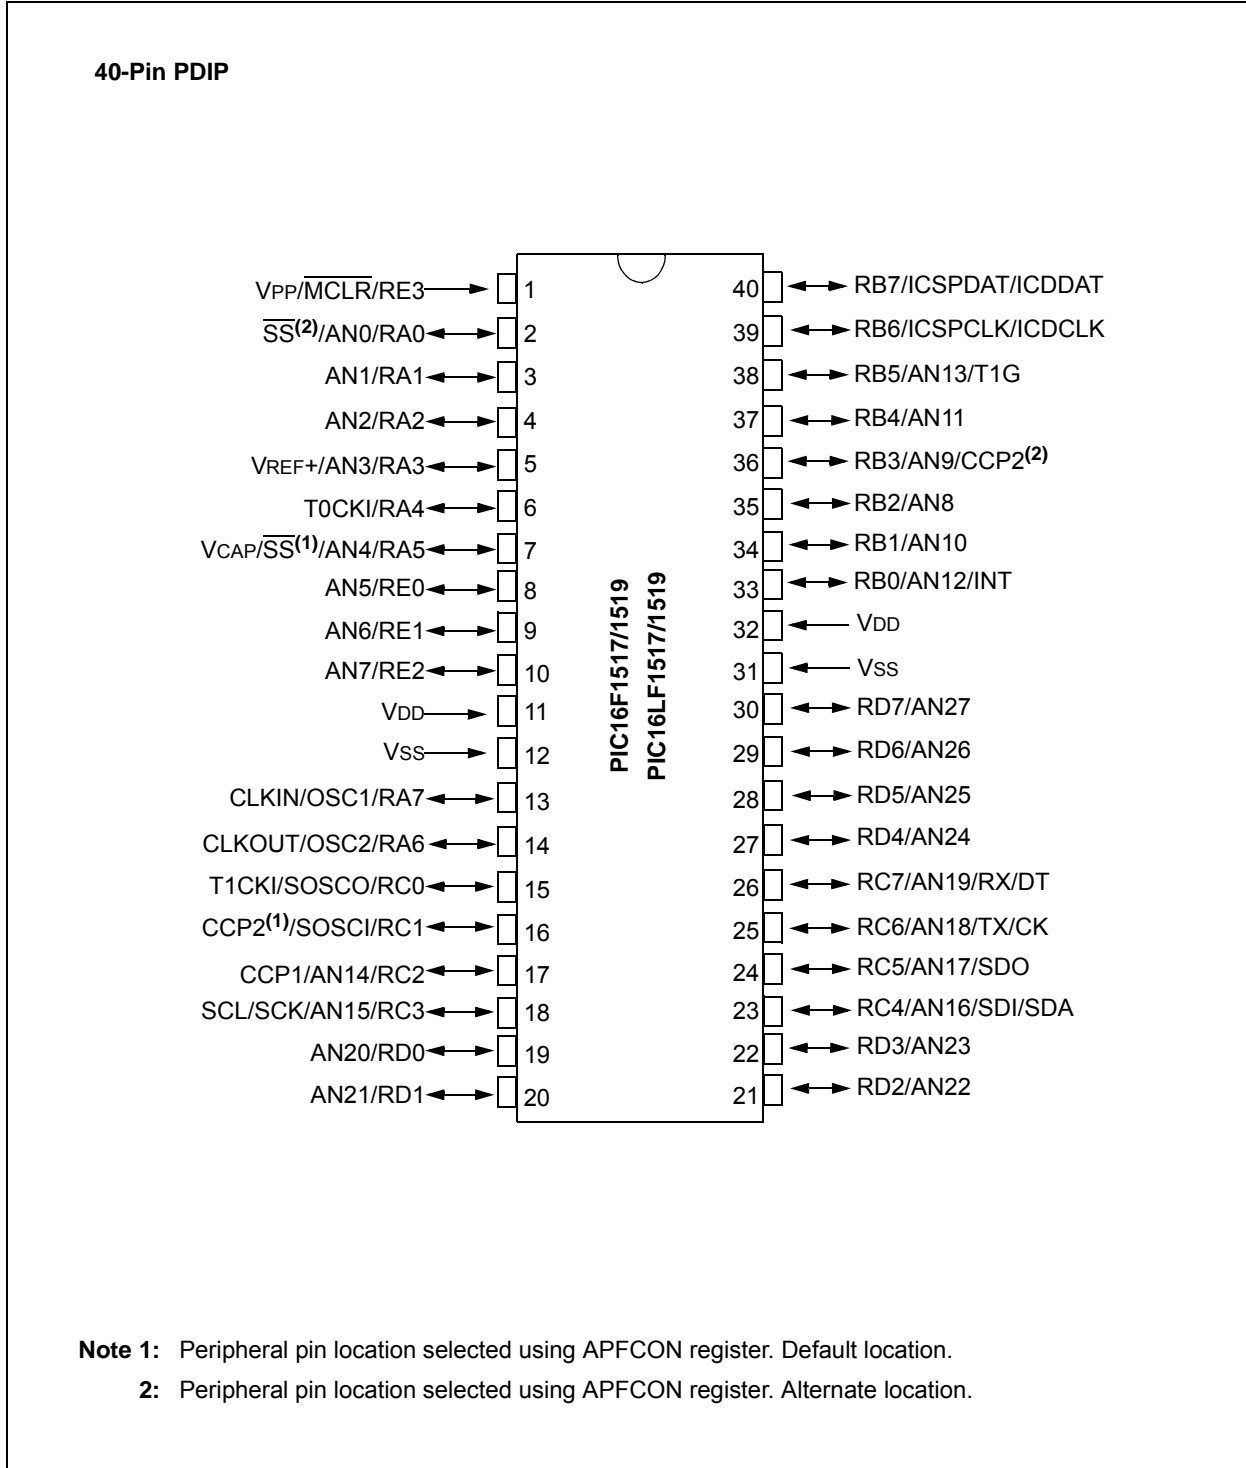 40-Pin PDIP
VPP/MCLR/RE3 1
SS(2)/AN0/RA0 2
AN1/RA1 3
AN2/RA2 4
VREF+/AN3/RA3 5
T0CKI/RA4 6
VCAP/SS(1)/AN4/RA5 7
AN5/RE0 8
AN6/RE1 9
AN7/RE2 10
VDD 11
VSS 12
CLKIN/OSC1/RA7 13
CLKOUT/OSC2/RA6 14
T1CKI/SOSCO/RC0 15
CCP2(1)/SOSCI/RC1 16
CCP1/AN14/RC2 17
SCL/SCK/AN15/RC3 18
AN20/RD0 19
AN21/RD1 20
PIC16F1517/1519
PIC16LF1517/1519
40 RB7/ICSPDAT/ICDDAT
39 RB6/ICSPCLK/ICDCLK
38 RB5/AN13/T1G
37 RB4/AN11
36 RB3/AN9/CCP2(2)
35 RB2/AN8
34 RB1/AN10
33 RB0/AN12/INT
32 VDD
31 VSS
30 RD7/AN27
29 RD6/AN26
28 RD5/AN25
27 RD4/AN24
26 RC7/AN19/RX/DT
25 RC6/AN18/TX/CK
24 RC5/AN17/SDO
23 RC4/AN16/SDI/SDA
22 RD3/AN23
21 RD2/AN22
Note 1: Peripheral pin location selected using APFCON register. Default location.
2: Peripheral pin location selected using APFCON register. Alternate location.